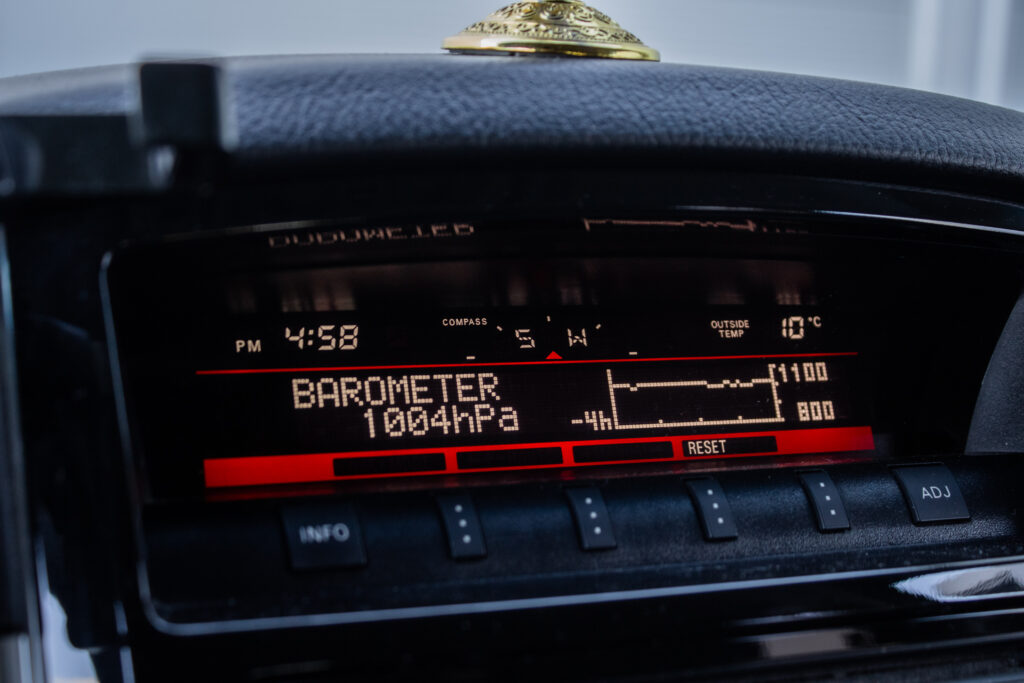 PM 4:58 COMPASS S W OUTSIDE TEMP 10°C
BAROMETER 1100
1004hPa -4h 800
RESET
INFO ADJ